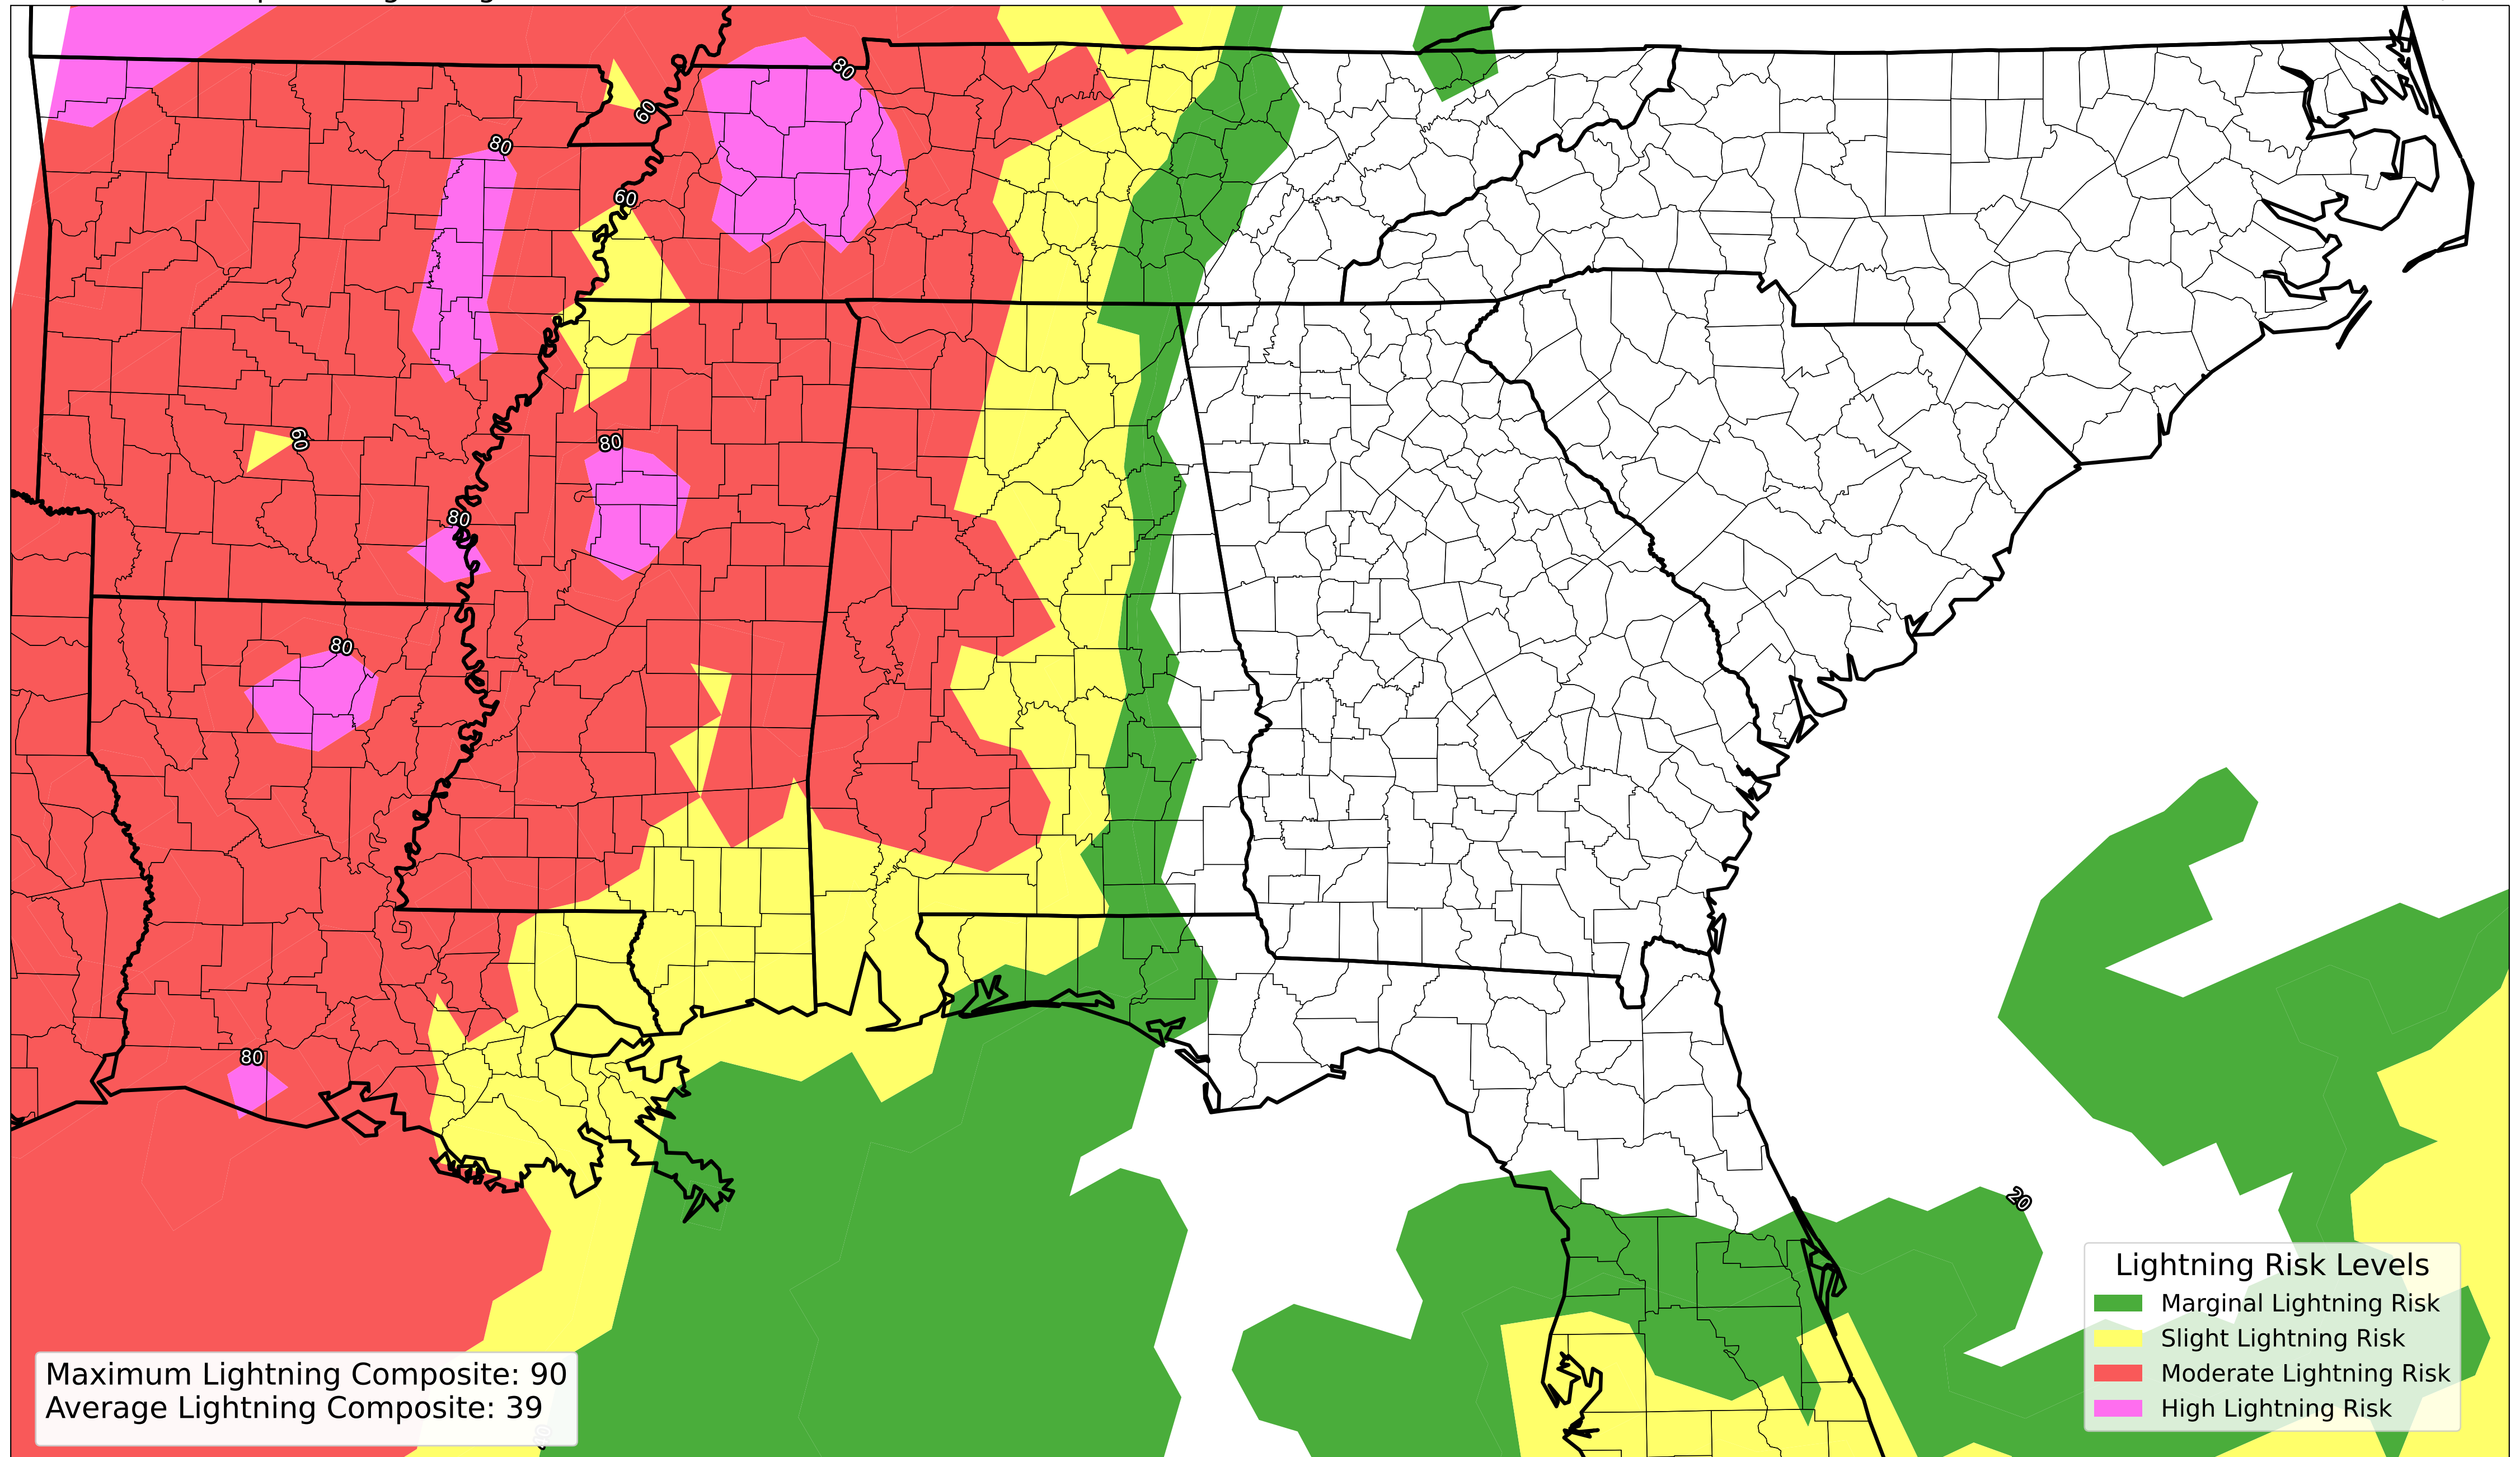 80
60
80
60
60
80
80
80
80
20
Lightning Risk Levels
Marginal Lightning Risk
Slight Lightning Risk
Moderate Lightning Risk
High Lightning Risk
Maximum Lightning Composite: 90
Average Lightning Composite: 39